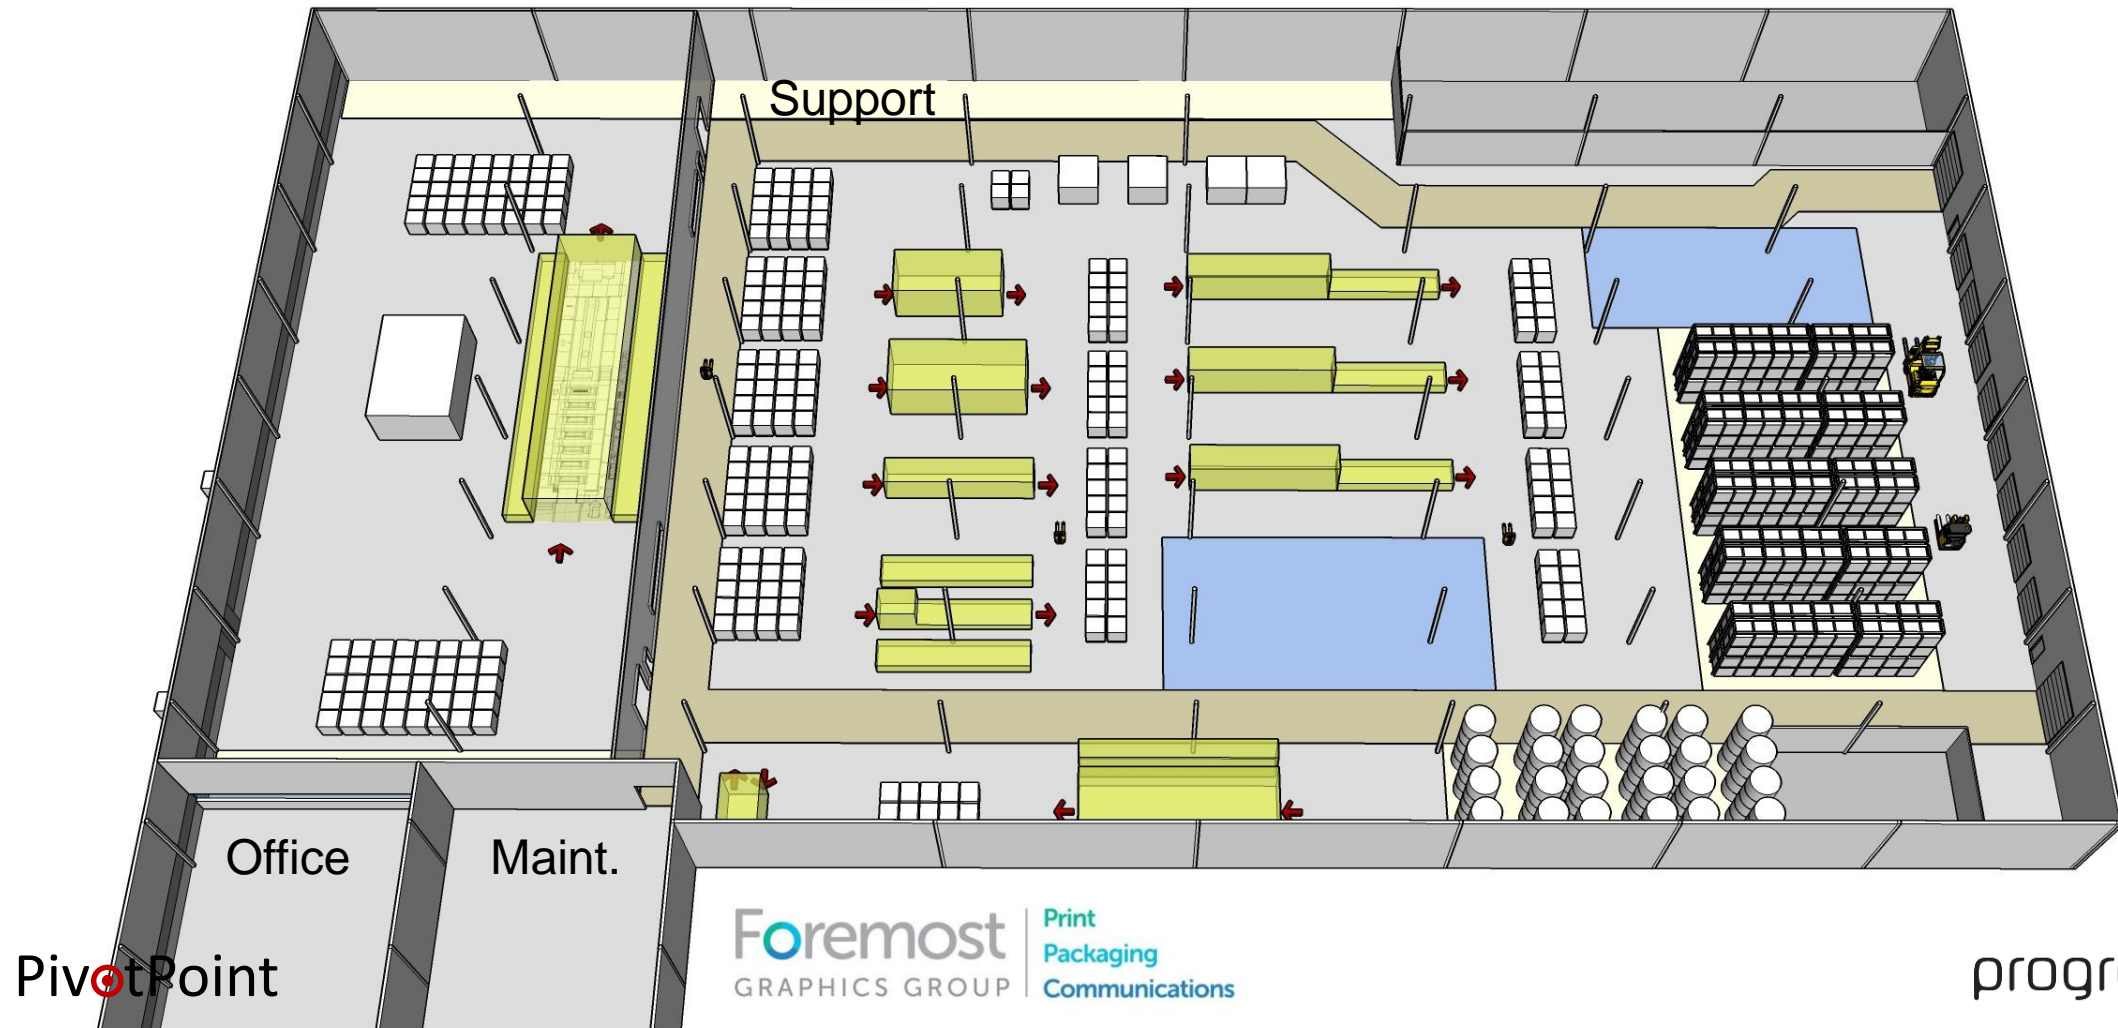 Support
Office
Maint.
Foremost
GRAPHICS GROUP
Print
Packaging
Communications
PivotPoint